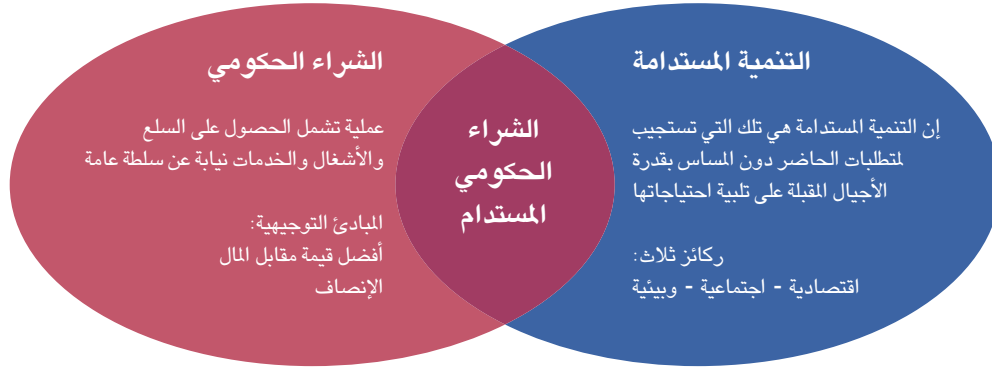 التنمية المستدامة
إن التنمية المستدامة هي تلك التي تستجيب
لمتطلبات الحاضر دون المساس بقدرة
الأجيال المقبلة على تلبية احتياجاتها
ركائز ثلاث:
اقتصادية - اجتماعية - وبيئية
الشراء
الحكومي
المستدام
الشراء الحكومي
عملية تشمل الحصول على السلع
والأشغال والخدمات نيابة عن سلطة عامة
المبادئ التوجيهية:
أفضل قيمة مقابل المال
الإنصاف